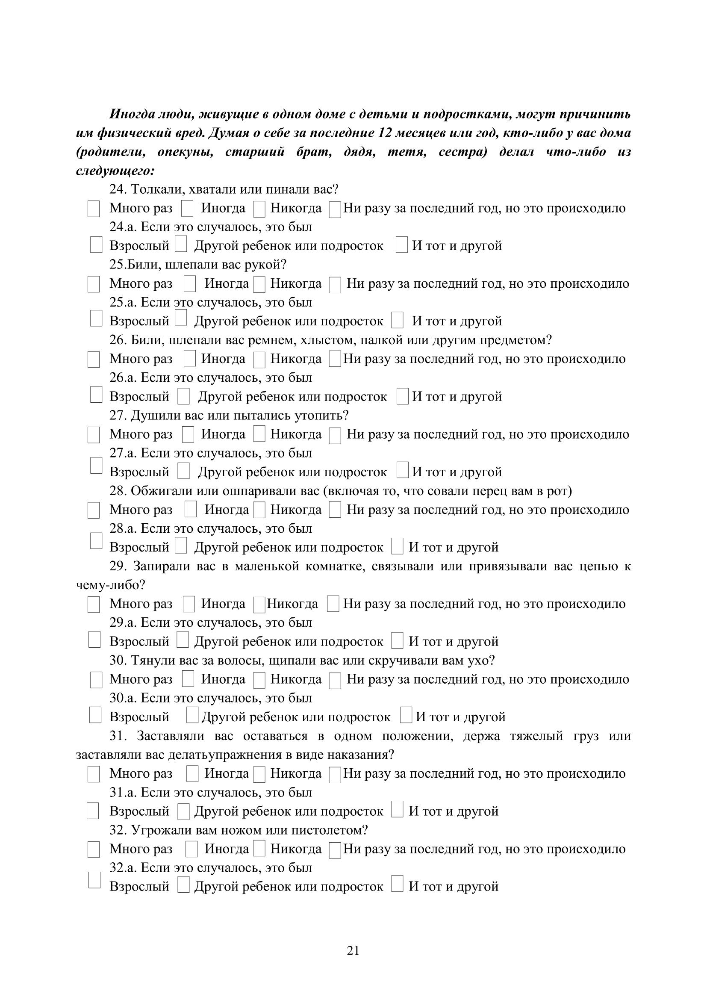 Иногда люди, живущие в одном доме с детьми и подростками, могут причинить
им физический вред. Думая о себе за последние 12 месяцев или год, кто-либо у вас дома
(родители, опекуны, старший брат, дядя, тетя, сестра) делал что-либо из
следующего:
24. Толкали, хватали или пинали вас?
Много раз Иногда Никогда Ни разу за последний год, но это происходило
24.а. Если это случалось, это был
Взрослый Другой ребенок или подросток И тот и другой
25.Били, шлепали вас рукой?
Много раз Иногда Никогда Ни разу за последний год, но это происходило
25.а. Если это случалось, это был
Взрослый Другой ребенок или подросток И тот и другой
26. Били, шлепали вас ремнем, хлыстом, палкой или другим предметом?
Много раз Иногда Никогда Ни разу за последний год, но это происходило
26.а. Если это случалось, это был
Взрослый Другой ребенок или подросток И тот и другой
27. Душили вас или пытались утопить?
Много раз Иногда Никогда Ни разу за последний год, но это происходило
27.а. Если это случалось, это был
Взрослый Другой ребенок или подросток И тот и другой
28. Обжигали или ошпаривали вас (включая то, что совали перец вам в рот)
Много раз Иногда Никогда Ни разу за последний год, но это происходило
28.а. Если это случалось, это был
Взрослый Другой ребенок или подросток И тот и другой
29. Запирали вас в маленькой комнатке, связывали или привязывали вас цепью к
чему-либо?
Много раз Иногда Никогда Ни разу за последний год, но это происходило
29.а. Если это случалось, это был
Взрослый Другой ребенок или подросток И тот и другой
30. Тянули вас за волосы, щипали вас или скручивали вам ухо?
Много раз Иногда Никогда Ни разу за последний год, но это происходило
30.а. Если это случалось, это был
Взрослый Другой ребенок или подросток И тот и другой
31. Заставляли вас оставаться в одном положении, держа тяжелый груз или
заставляли вас делатьупражнения в виде наказания?
Много раз Иногда Никогда Ни разу за последний год, но это происходило
31.а. Если это случалось, это был
Взрослый Другой ребенок или подросток И тот и другой
32. Угрожали вам ножом или пистолетом?
Много раз Иногда Никогда Ни разу за последний год, но это происходило
32.а. Если это случалось, это был
Взрослый Другой ребенок или подросток И тот и другой
21